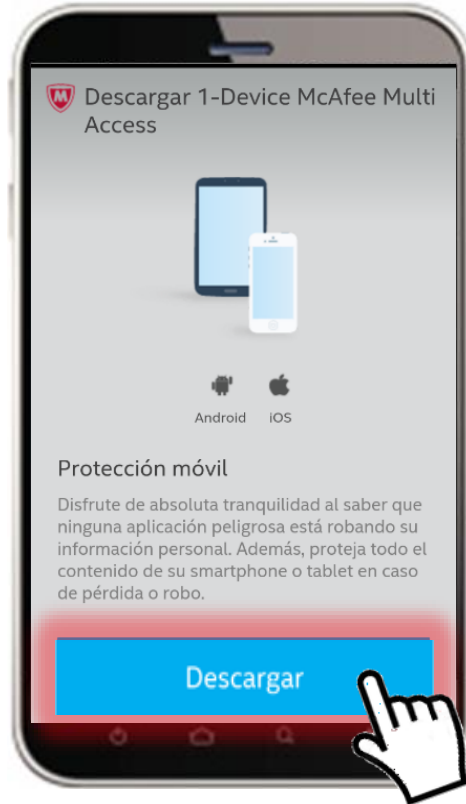 Descargar 1-Device McAfee Multi
Access
Android iOS
Protección móvil
Disfrute de absoluta tranquilidad al saber que
ninguna aplicación peligrosa está robando su
información personal. Además, proteja todo el
contenido de su smartphone o tablet en caso
de pérdida o robo.
Descargar